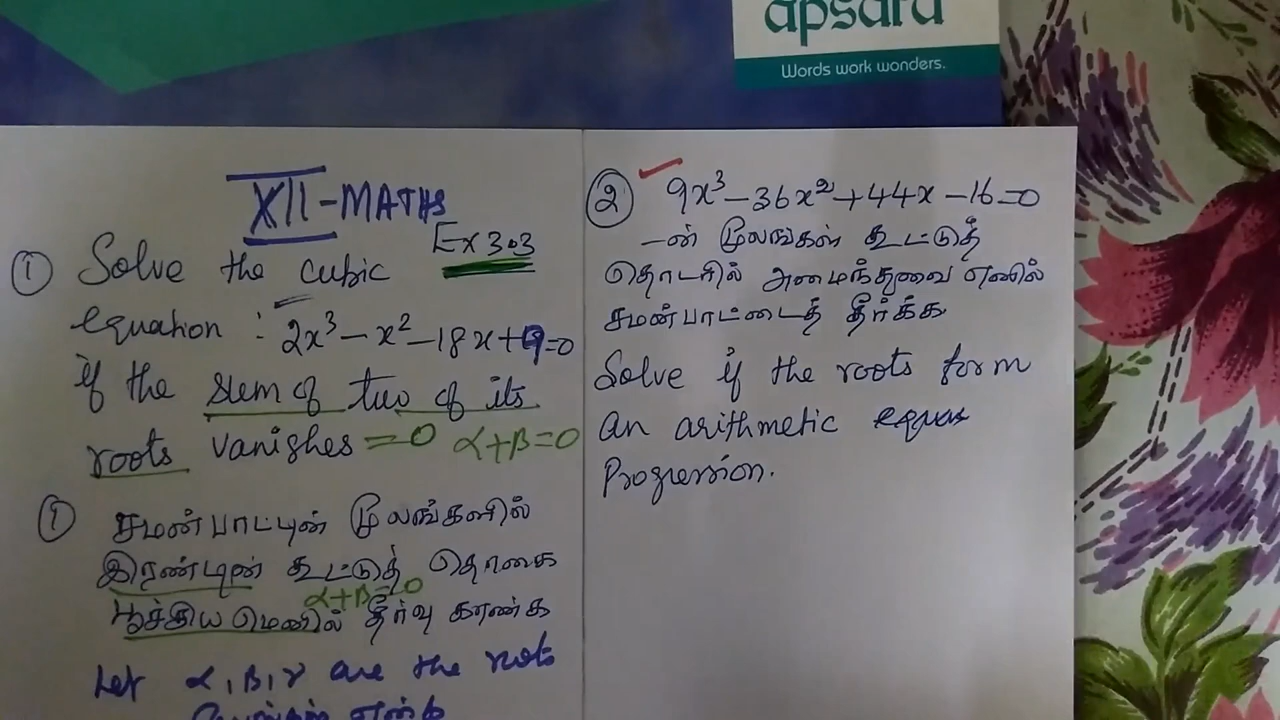 apsara
Words work wonders.
XII-MATHS
Ex 3.3
① Solve the cubic
equation : 2x³-x²-18x+9=0
if the sum of two of its
roots vanishes =0 α+β=0
① சமன்பாட்டின் மூலங்களில்
இரண்டின் கூட்டுத் தொகை
α+β=0
பூச்சியமெனில் தீர்வு காண்க
Let α,β,γ are the roots
② 9x³-36x²+44x-16=0
-ன் மூலங்கள் கூட்டுத்
தொடரில் அமைந்துவை எனில்
சமன்பாட்டைத் தீர்க்க.
Solve if the roots form
an arithmetic
Progression.